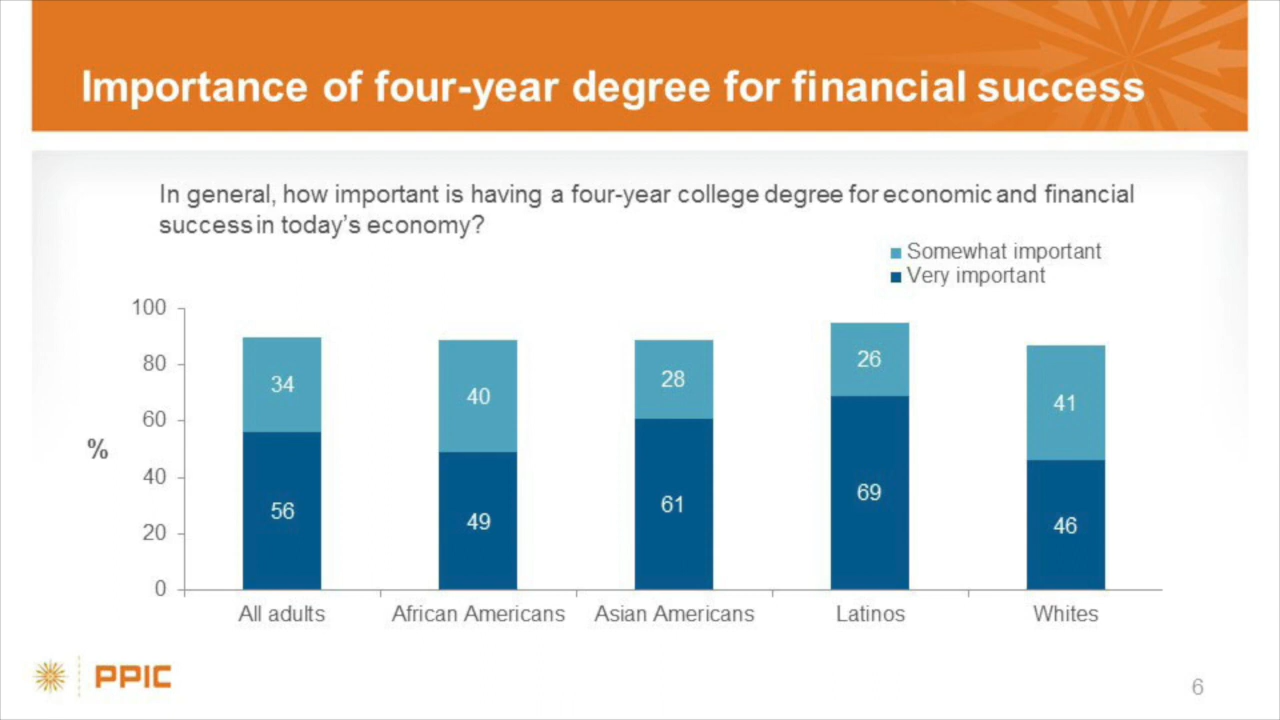 Importance of four-year degree for financial success
In general, how important is having a four-year college degree for economic and financial
success in today’s economy?
Somewhat important
Very important
100
80
60
40
20
0
%
34
56
40
49
28
61
26
69
41
46
All adults
African Americans
Asian Americans
Latinos
Whites
PPIC
6